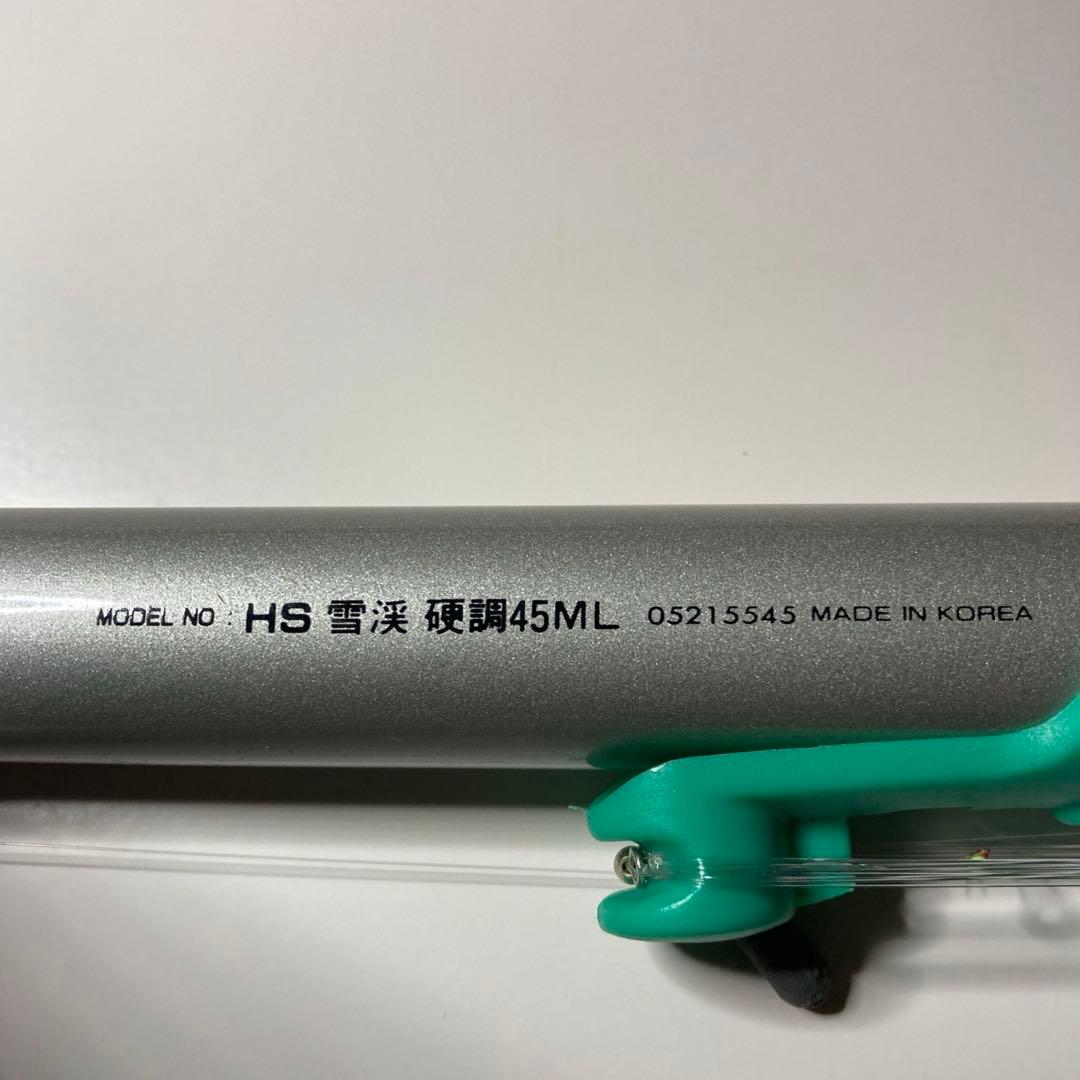 MODEL NO : HS 雪渓 硬調45ML 05215545 MADE IN KOREA